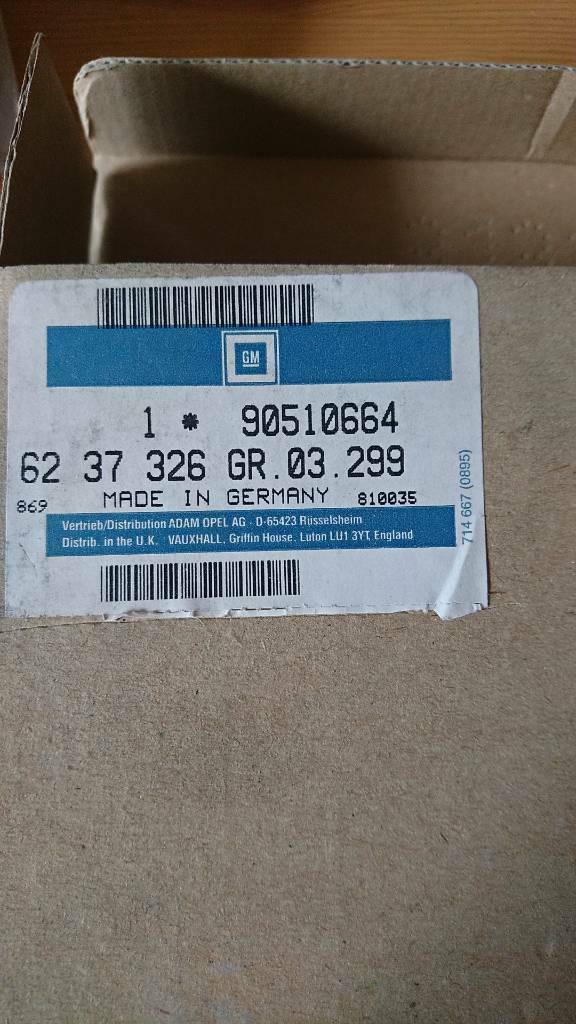 GM
1 * 90510664
62 37 326 GR.03.299
869 MADE IN GERMANY 810035
Vertrieb/Distribution ADAM OPEL AG - D-65423 Rüsselsheim
Distrib. in the U.K. VAUXHALL, Griffin House, Luton LU1 3YT, England
714 667 (0895)